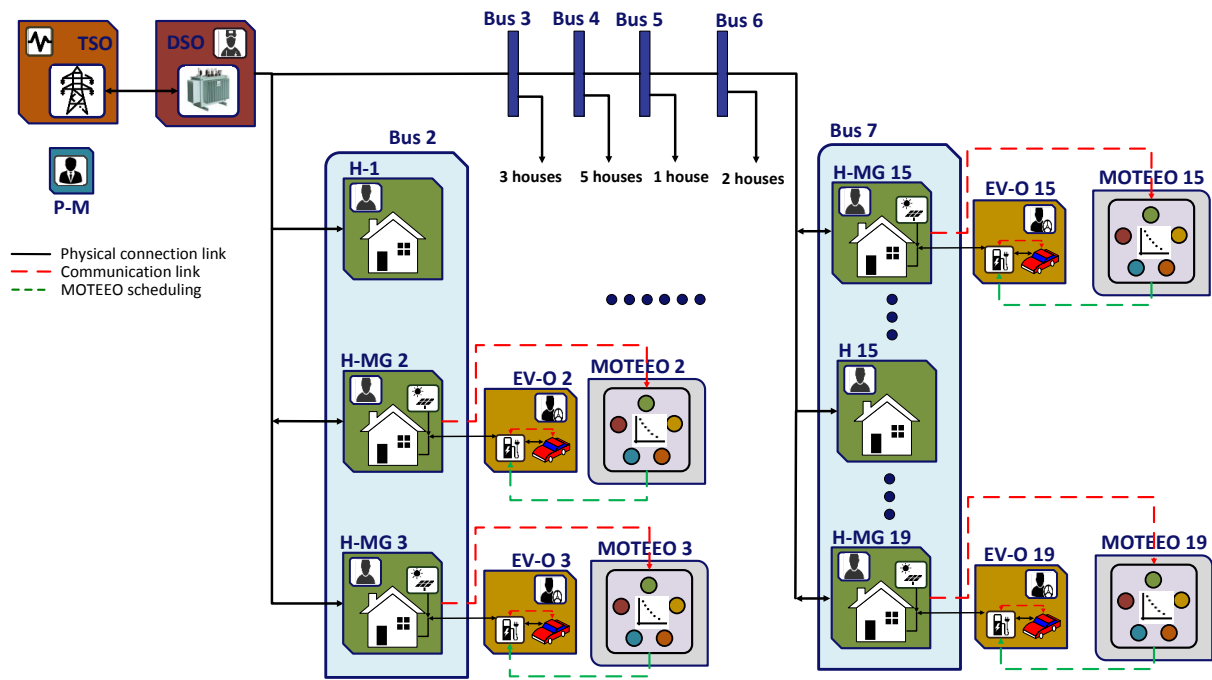 TSO
DSO
P-M
Physical connection link
Communication link
MOTEEO scheduling
Bus 3
Bus 4
Bus 5
Bus 6
3 houses
5 houses
1 house
2 houses
Bus 2
H-1
H-MG 2
EV-O 2
MOTEEO 2
H-MG 3
EV-O 3
MOTEEO 3
Bus 7
H-MG 15
EV-O 15
MOTEEO 15
H 15
H-MG 19
EV-O 19
MOTEEO 19